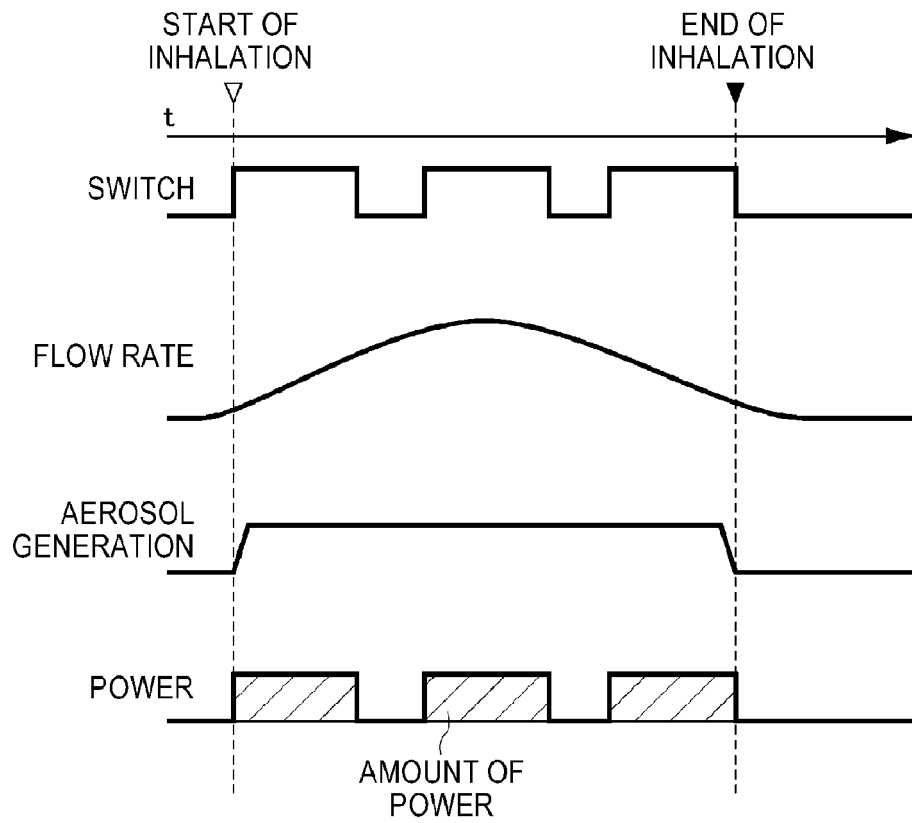 START OF
INHALATION
END OF
INHALATION
t
SWITCH
FLOW RATE
AEROSOL
GENERATION
POWER
AMOUNT OF
POWER